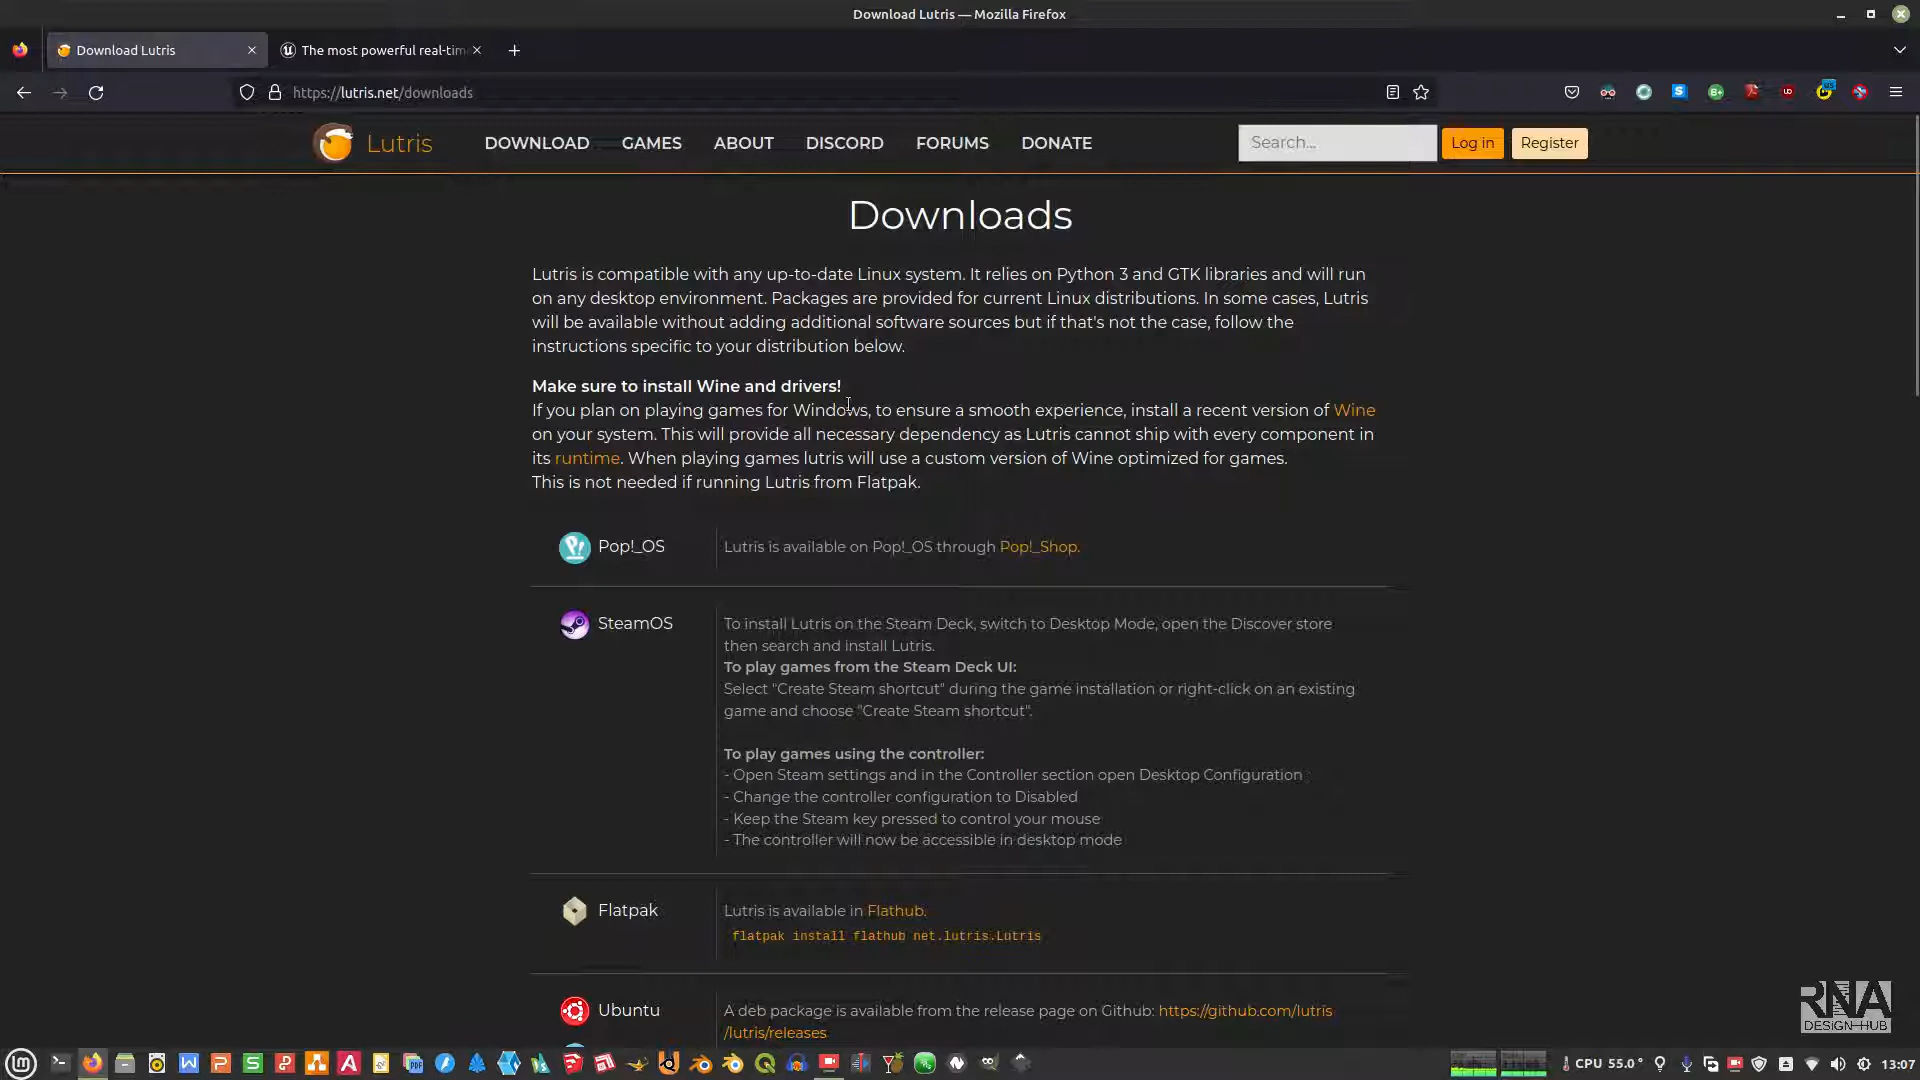 Download Lutris — Mozilla Firefox
Download Lutris
The most powerful real-tim
https://lutris.net/downloads
Lutris
DOWNLOAD
GAMES
ABOUT
DISCORD
FORUMS
DONATE
Search...
Log in
Register
Downloads
Lutris is compatible with any up-to-date Linux system. It relies on Python 3 and GTK libraries and will run
on any desktop environment. Packages are provided for current Linux distributions. In some cases, Lutris
will be available without adding additional software sources but if that's not the case, follow the
instructions specific to your distribution below.
Make sure to install Wine and drivers!
If you plan on playing games for Windows, to ensure a smooth experience, install a recent version of Wine
on your system. This will provide all necessary dependency as Lutris cannot ship with every component in
its runtime. When playing games lutris will use a custom version of Wine optimized for games.
This is not needed if running Lutris from Flatpak.
Pop!_OS
Lutris is available on Pop!_OS through Pop!_Shop.
SteamOS
To install Lutris on the Steam Deck, switch to Desktop Mode, open the Discover store
then search and install Lutris.
To play games from the Steam Deck UI:
Select "Create Steam shortcut" during the game installation or right-click on an existing
game and choose "Create Steam shortcut".
To play games using the controller:
- Open Steam settings and in the Controller section open Desktop Configuration
- Change the controller configuration to Disabled
- Keep the Steam key pressed to control your mouse
- The controller will now be accessible in desktop mode
Flatpak
Lutris is available in Flathub.
flatpak install flathub net.lutris.Lutris
Ubuntu
A deb package is available from the release page on Github: https://github.com/lutris
/lutris/releases
RNA
DESIGN-HUB
CPU 55.0°
13:07